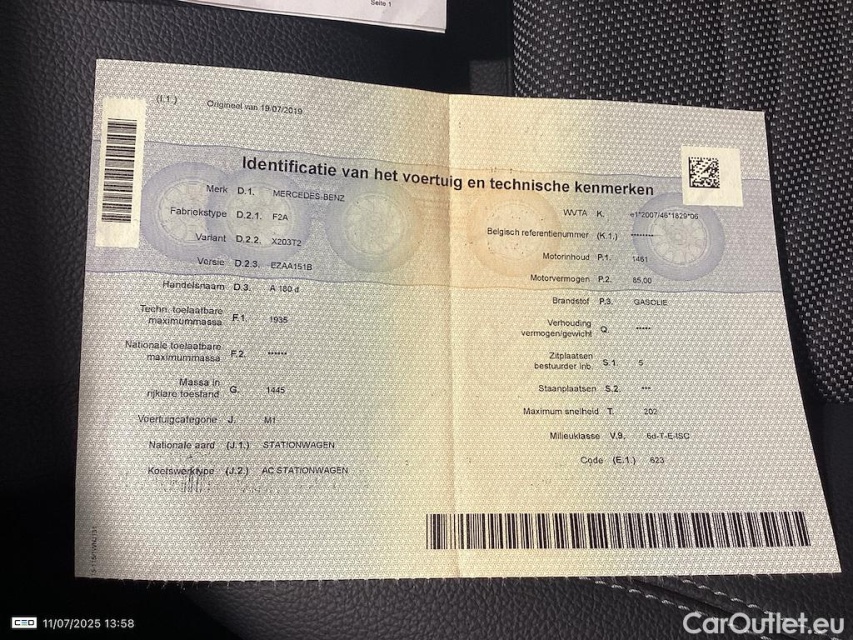 Seite 1
(I.1.) Origineel van 19/07/2019
Identificatie van het voertuig en technische kenmerken
Merk D.1. MERCEDES-BENZ
Fabriekstype D.2.1. F2A
Variant D.2.2. X203T2
Versie D.2.3. EZAA151B
Handelsnaam D.3. A 180 d
Techn. toelaatbare
maximummassa F.1. 1935
Nationale toelaatbare
maximummassa F.2. ******
Massa in
rijklare toestand G. 1445
Voertuigcategorie J. M1
Nationale aard (J.1.) STATIONWAGEN
Koetswerktype (J.2.) AC STATIONWAGEN
WVTA K. e1*2007/46*1829*06
Belgisch referentienummer (K.1.) ********
Motorinhoud P.1. 1461
Motorvermogen P.2. 85,00
Brandstof P.3. GASOLIE
Verhouding
vermogen/gewicht Q. *****
Zitplaatsen
bestuurder inb. S.1. 5
Staanplaatsen S.2. ***
Maximum snelheid T. 202
Milieuklasse V.9. 6d-T-E-ISC
Code (E.1.) 623
11/07/2025 13:58
CarOutlet.eu